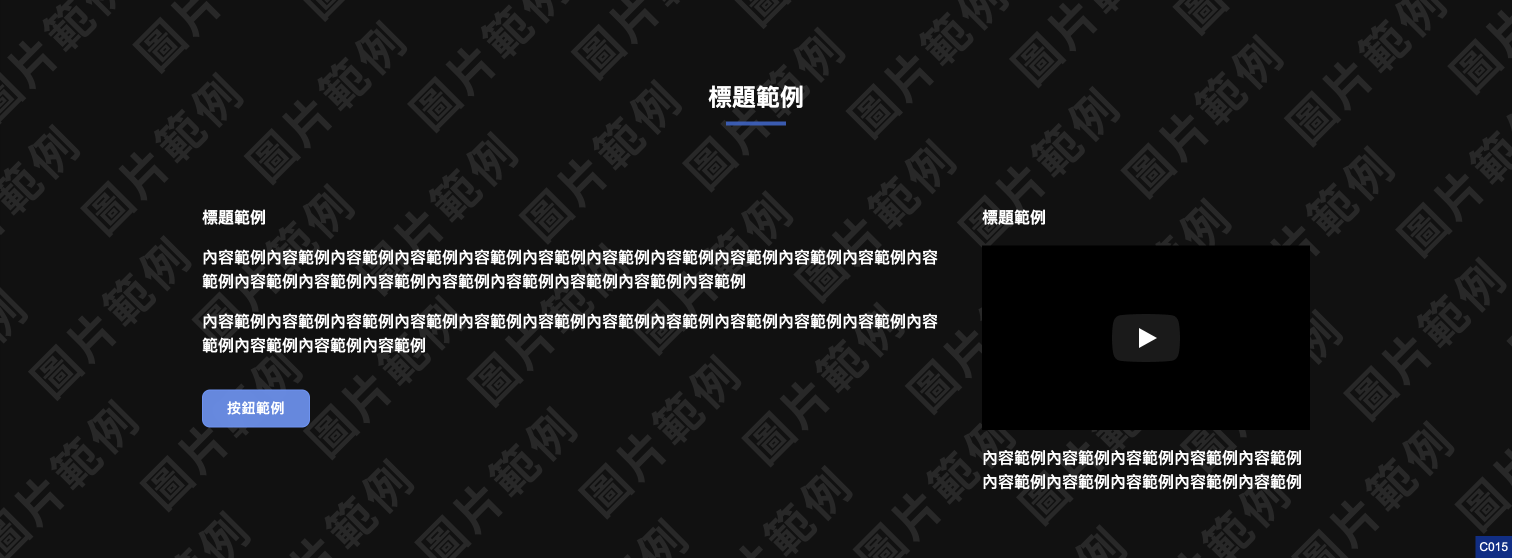 標題範例
標題範例
內容範例內容範例內容範例內容範例內容範例內容範例內容範例內容範例內容範例內容範例內容範例內容
範例內容範例內容範例內容範例內容範例內容範例內容範例內容範例內容範例
內容範例內容範例內容範例內容範例內容範例內容範例內容範例內容範例內容範例內容範例內容範例內容
範例內容範例內容範例內容範例
按鈕範例
標題範例
內容範例內容範例內容範例內容範例內容範例
內容範例內容範例內容範例內容範例內容範例
圖片範例
C015